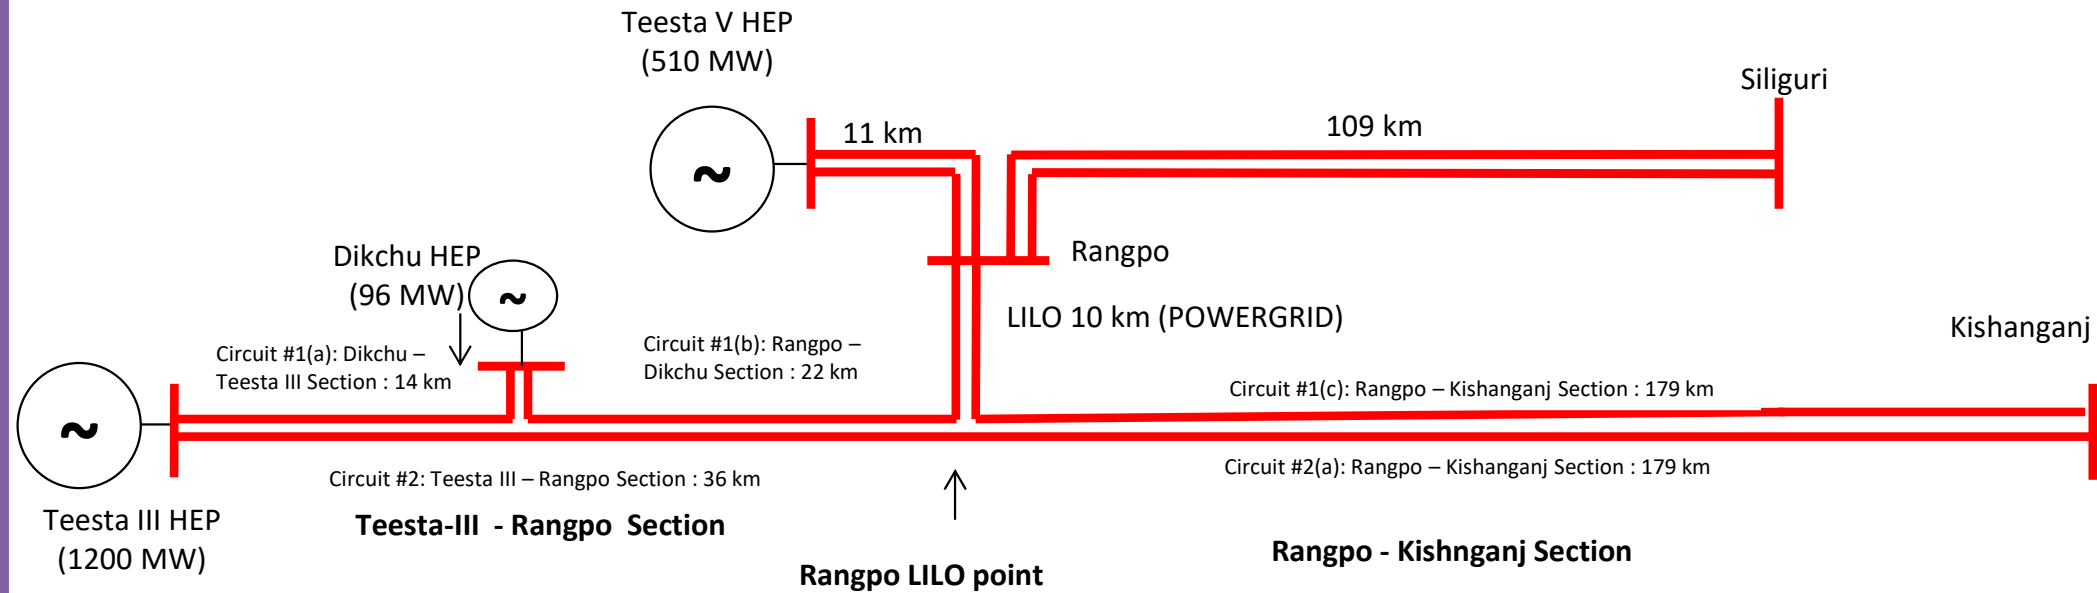 Teesta V HEP
(510 MW)
Siliguri
11 km
109 km
~
Dikchu HEP
(96 MW)
~
Rangpo
LILO 10 km (POWERGRID)
Kishanganj
Circuit #1(a): Dikchu –
Teesta III Section : 14 km
Circuit #1(b): Rangpo –
Dikchu Section : 22 km
Circuit #1(c): Rangpo – Kishanganj Section : 179 km
~
Circuit #2: Teesta III – Rangpo Section : 36 km
Circuit #2(a): Rangpo – Kishanganj Section : 179 km
Teesta III HEP
(1200 MW)
Teesta-III - Rangpo Section
Rangpo - Kishnganj Section
Rangpo LILO point